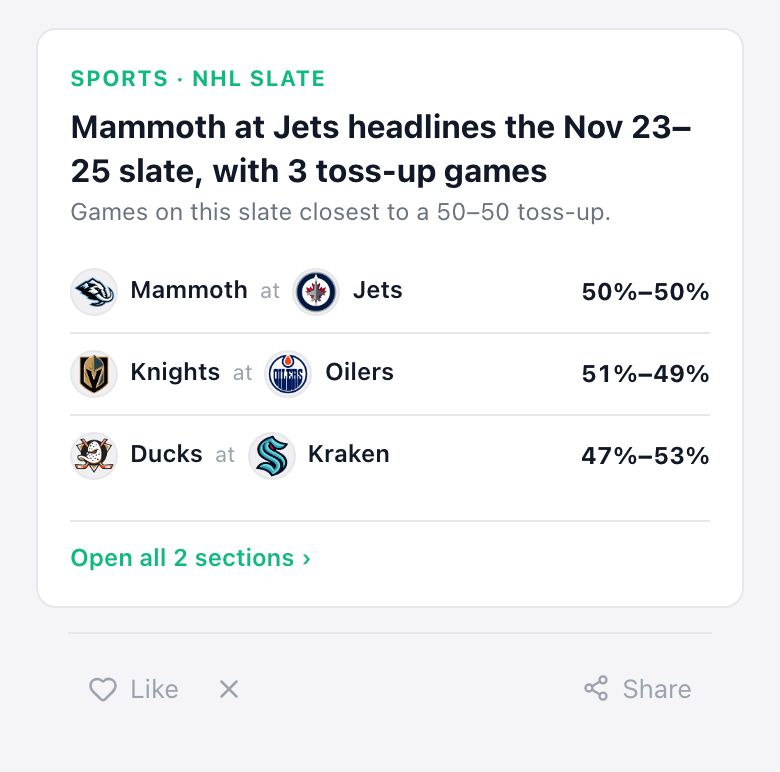 SPORTS · NHL SLATE
Mammoth at Jets headlines the Nov 23–
25 slate, with 3 toss-up games
Games on this slate closest to a 50–50 toss-up.
Mammoth at Jets 50%–50%
Knights at OILERS Oilers 51%–49%
Ducks at Kraken 47%–53%
Open all 2 sections ›
Like Share